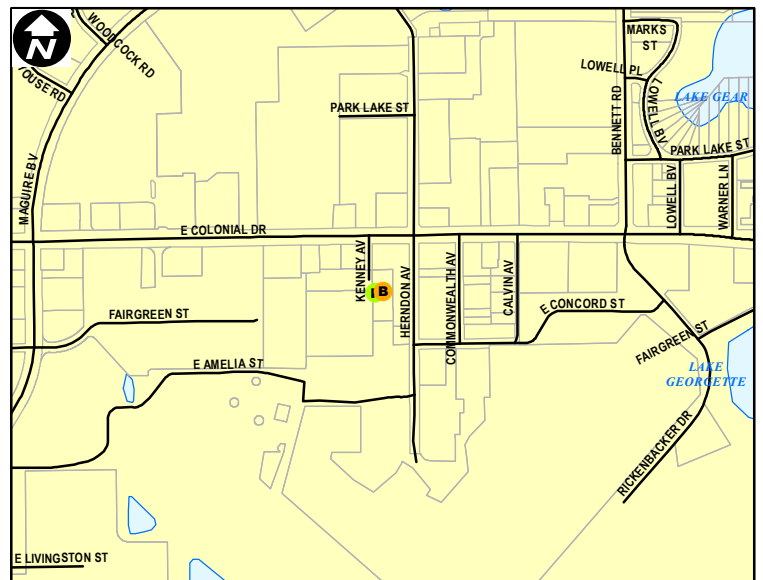 N
WOODCOCK RD
MARKS
ST
LOWELL PL
LOWELL BV
LAKE GEAR
BENNETT RD
PARK LAKE ST
PARK LAKE ST
MAGUIRE BV
LOWELL BV
WARNER LN
E COLONIAL DR
KENNEY AV
HERNDON AV
COMMONWEALTH AV
CALVIN AV
I B
E CONCORD ST
FAIRGREEN ST
FAIRGREEN ST
E AMELIA ST
LAKE
GEORGETTE
RICKENBACKER DR
E LIVINGSTON ST